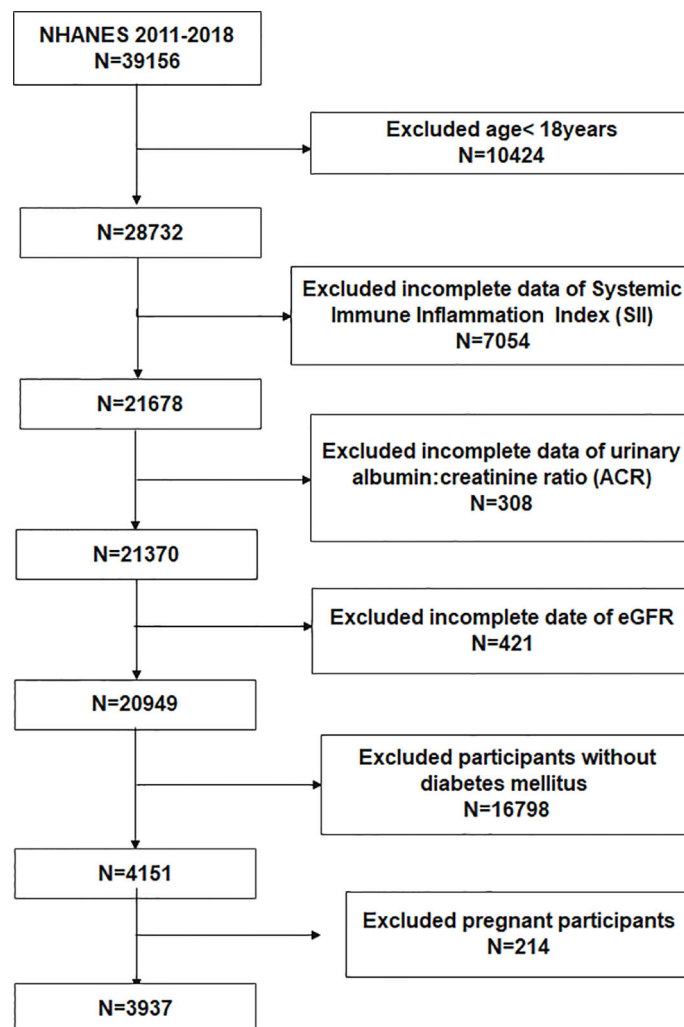 NHANES 2011-2018
N=39156
Excluded age< 18years
N=10424
N=28732
Excluded incomplete data of Systemic
Immune Inflammation Index (SII)
N=7054
N=21678
Excluded incomplete data of urinary
albumin:creatinine ratio (ACR)
N=308
N=21370
Excluded incomplete date of eGFR
N=421
N=20949
Excluded participants without
diabetes mellitus
N=16798
N=4151
Excluded pregnant participants
N=214
N=3937